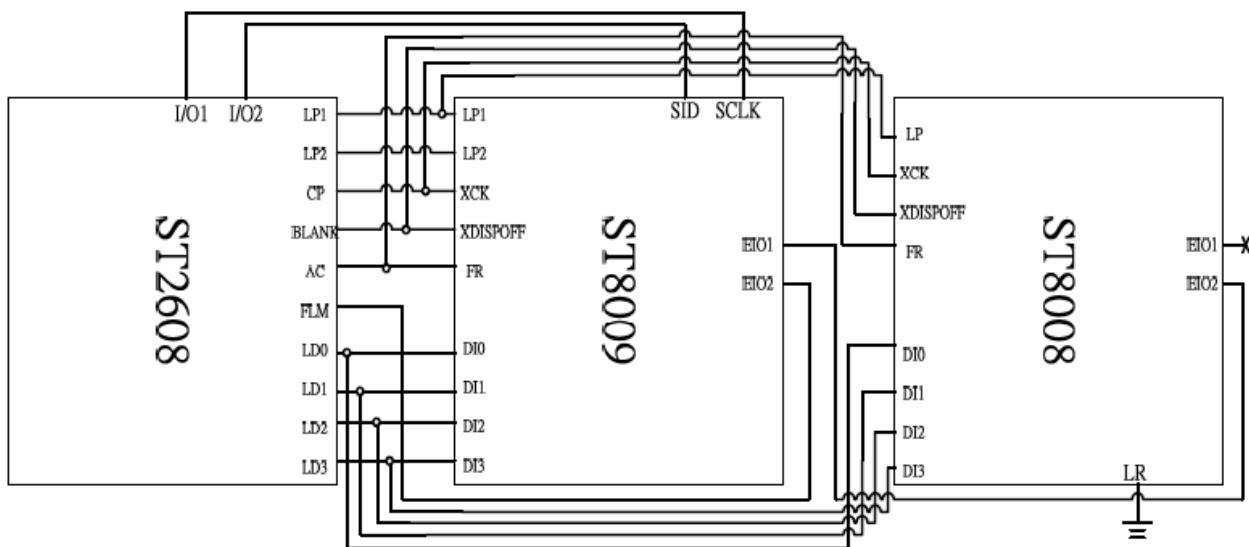 I/O1 I/O2
LP1
LP2
CP
BLANK
AC
FLM
LD0
LD1
LD2
LD3
ST2608
SID SCLK
LP1
LP2
XCK
XDISPOFF
FR
DI0
DI1
DI2
DI3
ST8009
EIO1
EIO2
LP
XCK
XDISPOFF
FR
DI0
DI1
DI2
DI3
ST8008
EIO1
EIO2
LR